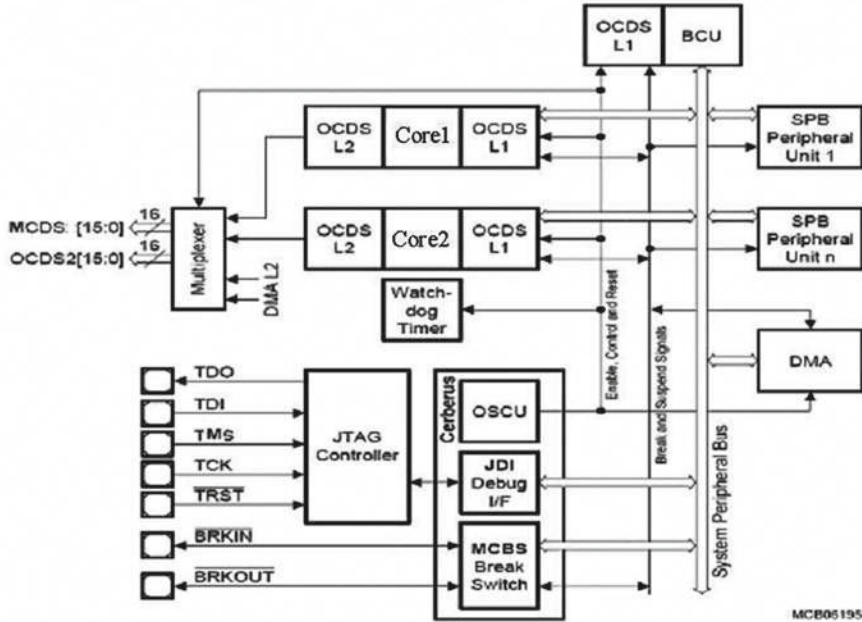 OCDS L1
BCU
OCDS L2
Core1
OCDS L1
SPB Peripheral Unit 1
16
MCDS: [15:0]
16
OCDS2[15:0]
Multiplexer
OCDS L2
Core2
OCDS L1
SPB Peripheral Unit n
DMA L2
Watch-dog Timer
Enable, Control and Reset
Break and Suspend Signals
DMA
TDO
TDI
TMS
TCK
TRST
JTAG Controller
Cerberus
OSCU
JDI Debug I/F
BRKIN
BRKOUT
MCBS Break Switch
System Peripheral Bus
MCB06195